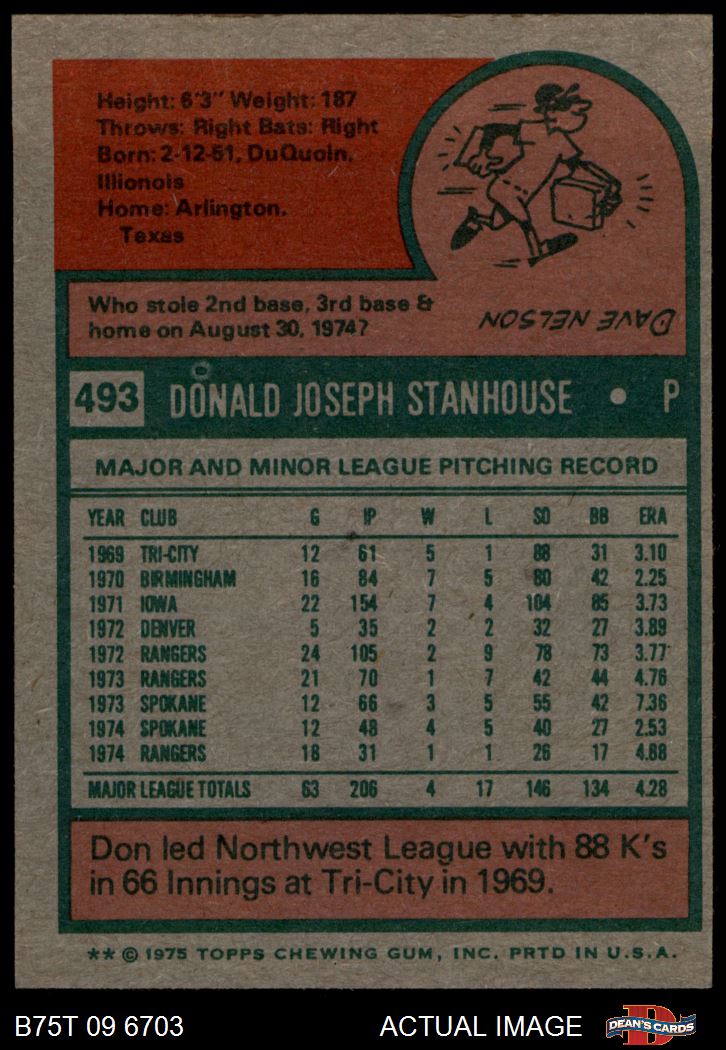 Height: 6'3" Weight: 187
Throws: Right Bats: Right
Born: 2-12-51, DuQuoin,
Illionois
Home: Arlington,
Texas
Who stole 2nd base, 3rd base &
home on August 30, 1974?
DAVE NELSON
493 DONALD JOSEPH STANHOUSE • P
MAJOR AND MINOR LEAGUE PITCHING RECORD
YEAR CLUB G IP W L SO BB ERA
1969 TRI-CITY 12 61 5 1 88 31 3.10
1970 BIRMINGHAM 16 84 7 5 80 42 2.25
1971 IOWA 22 154 7 4 104 85 3.73
1972 DENVER 5 35 2 2 32 27 3.89
1972 RANGERS 24 105 2 9 78 73 3.77
1973 RANGERS 21 70 1 7 42 44 4.76
1973 SPOKANE 12 66 3 5 55 42 7.36
1974 SPOKANE 12 48 4 5 40 27 2.53
1974 RANGERS 18 31 1 1 26 17 4.88
MAJOR LEAGUE TOTALS 63 206 4 17 146 134 4.28
Don led Northwest League with 88 K's
in 66 Innings at Tri-City in 1969.
** © 1975 TOPPS CHEWING GUM, INC. PRTD IN U.S.A.
B75T 09 6703 ACTUAL IMAGE DEAN'S CARDS